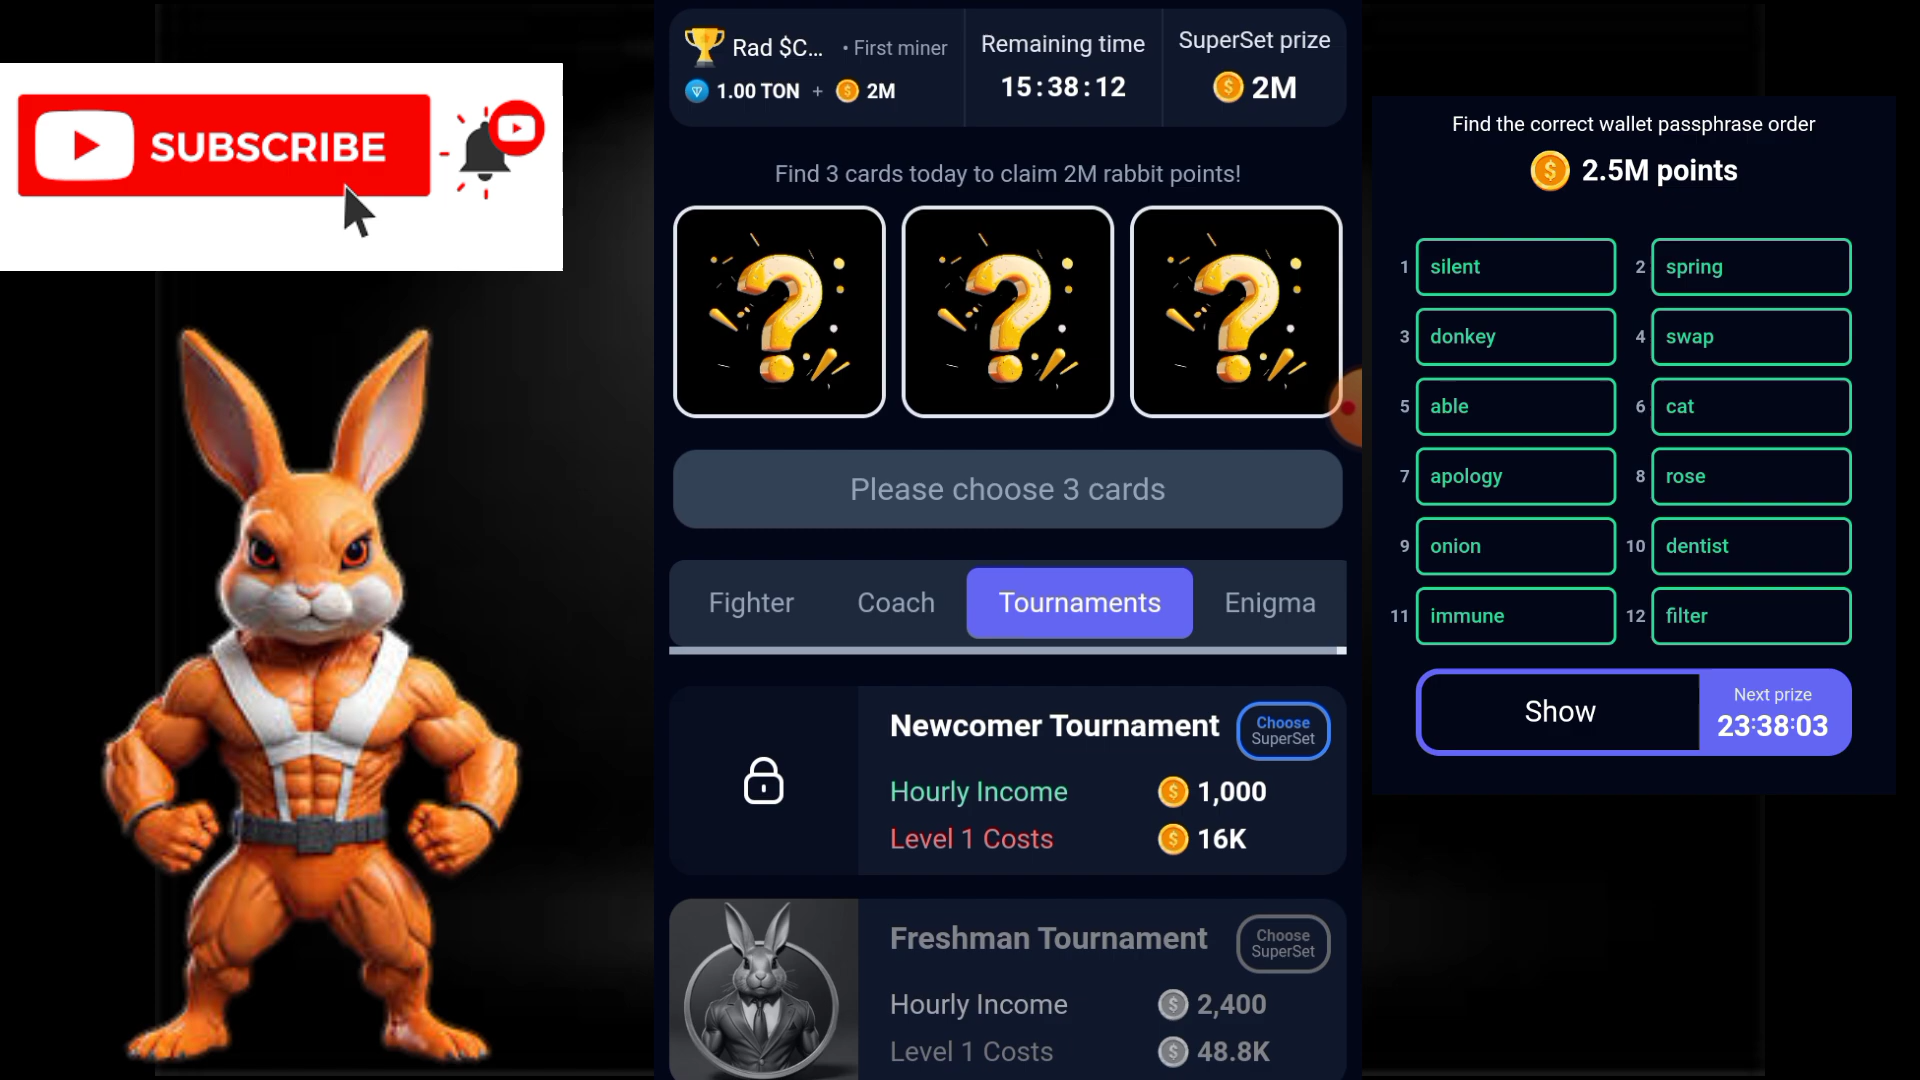 SUBSCRIBE
Rad $C... • First miner
1.00 TON + 2M
Remaining time
15:38:12
SuperSet prize
2M
Find 3 cards today to claim 2M rabbit points!
Please choose 3 cards
Fighter Coach Tournaments Enigma
Newcomer Tournament
Choose
SuperSet
Hourly Income 1,000
Level 1 Costs 16K
Freshman Tournament
Choose
SuperSet
Hourly Income 2,400
Level 1 Costs 48.8K
Find the correct wallet passphrase order
2.5M points
1 silent 2 spring
3 donkey 4 swap
5 able 6 cat
7 apology 8 rose
9 onion 10 dentist
11 immune 12 filter
Show
Next prize
23:38:03